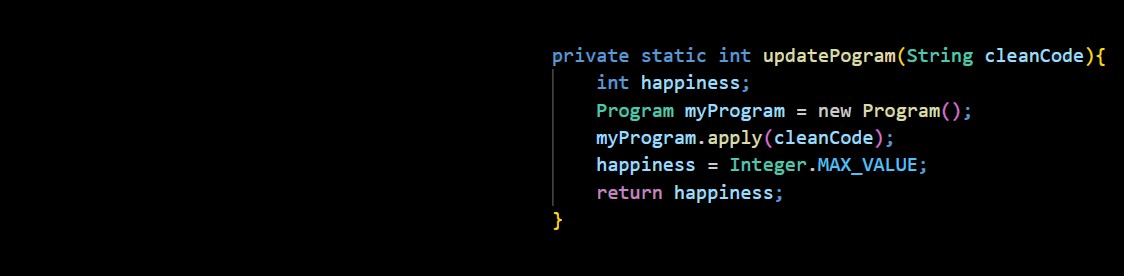 private static int updatePogram(String cleanCode){
    int happiness;
    Program myProgram = new Program();
    myProgram.apply(cleanCode);
    happiness = Integer.MAX_VALUE;
    return happiness;
}